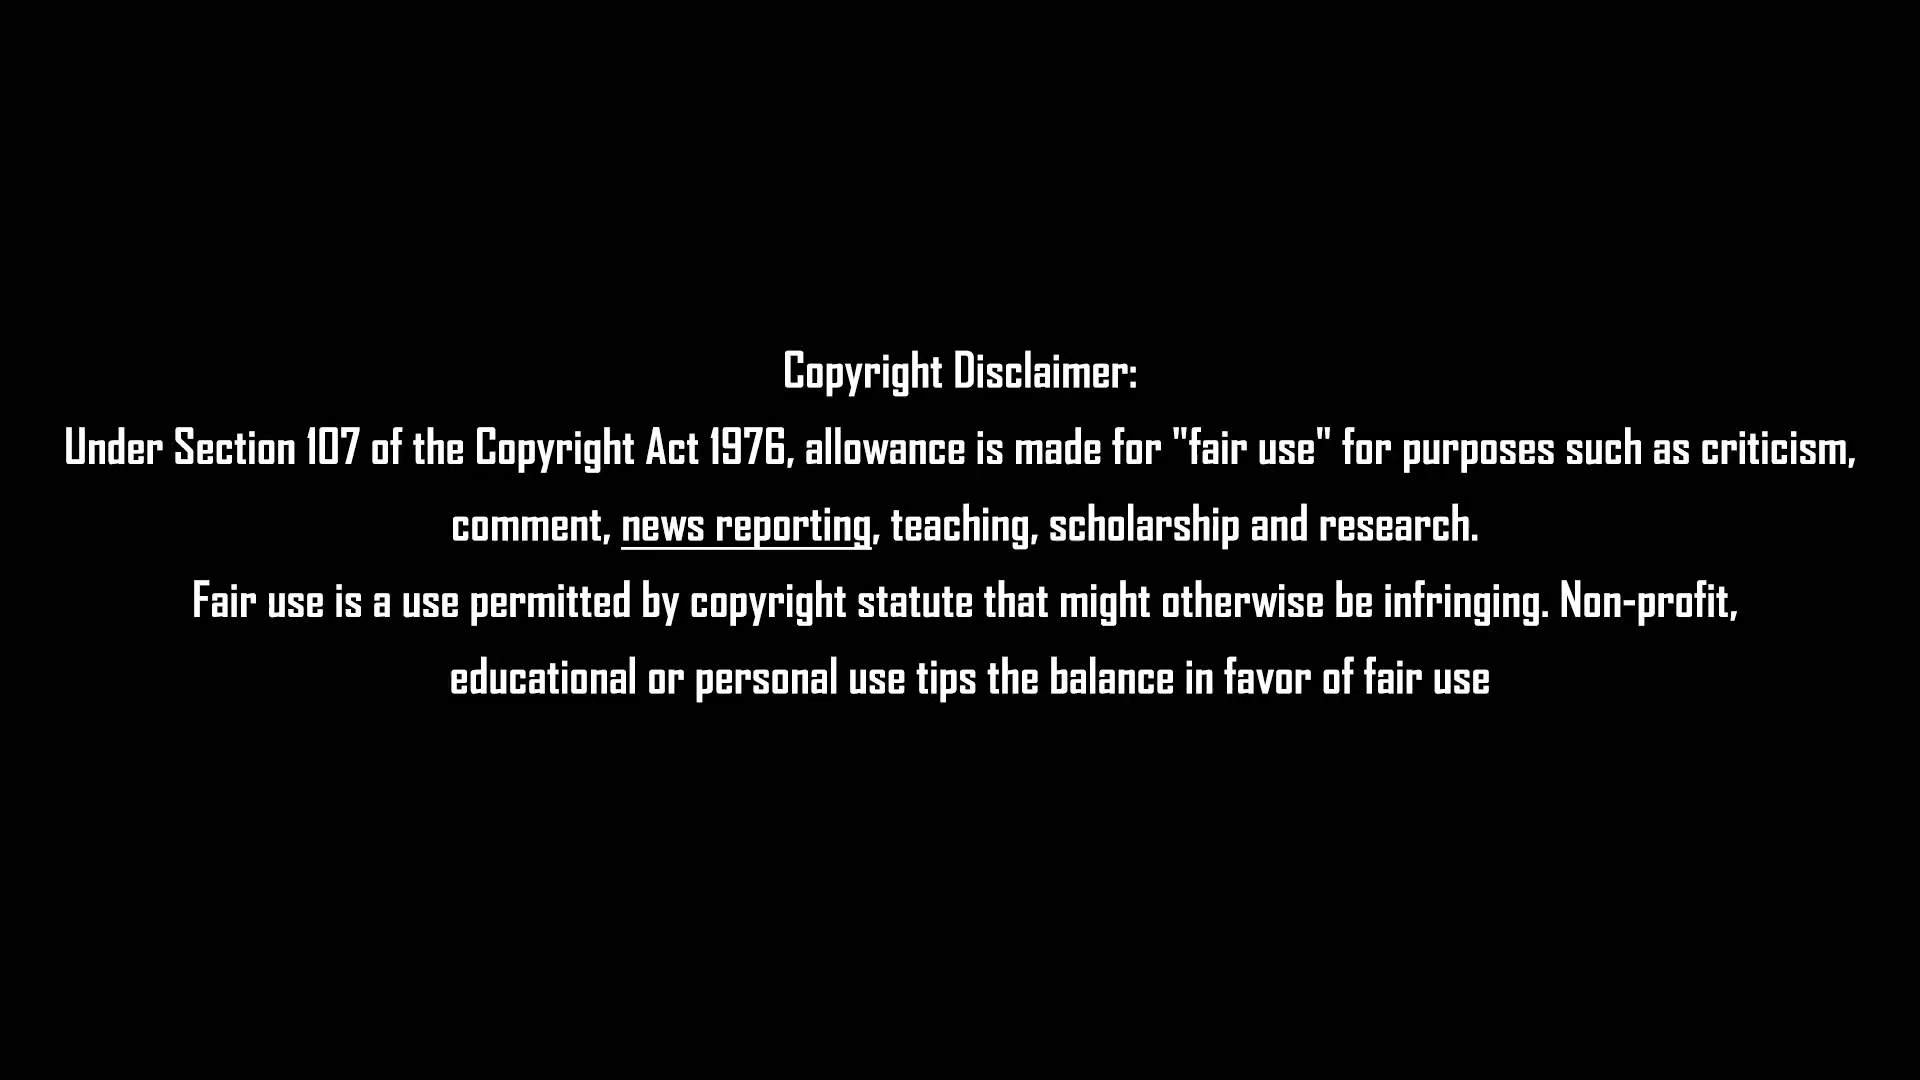 Copyright Disclaimer:
Under Section 107 of the Copyright Act 1976, allowance is made for "fair use" for purposes such as criticism,
comment, news reporting, teaching, scholarship and research.
Fair use is a use permitted by copyright statute that might otherwise be infringing. Non-profit,
educational or personal use tips the balance in favor of fair use